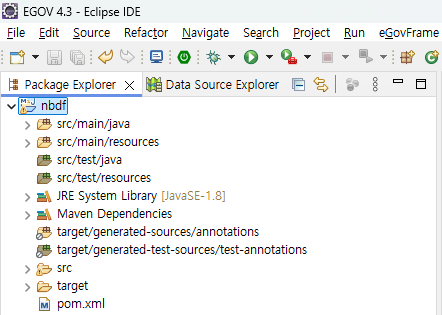 EGOV 4.3 - Eclipse IDE
File Edit Source Refactor Navigate Search Project Run eGovFrame
Package Explorer Data Source Explorer
nbdf
src/main/java
src/main/resources
src/test/java
src/test/resources
JRE System Library [JavaSE-1.8]
Maven Dependencies
target/generated-sources/annotations
target/generated-test-sources/test-annotations
src
target
pom.xml